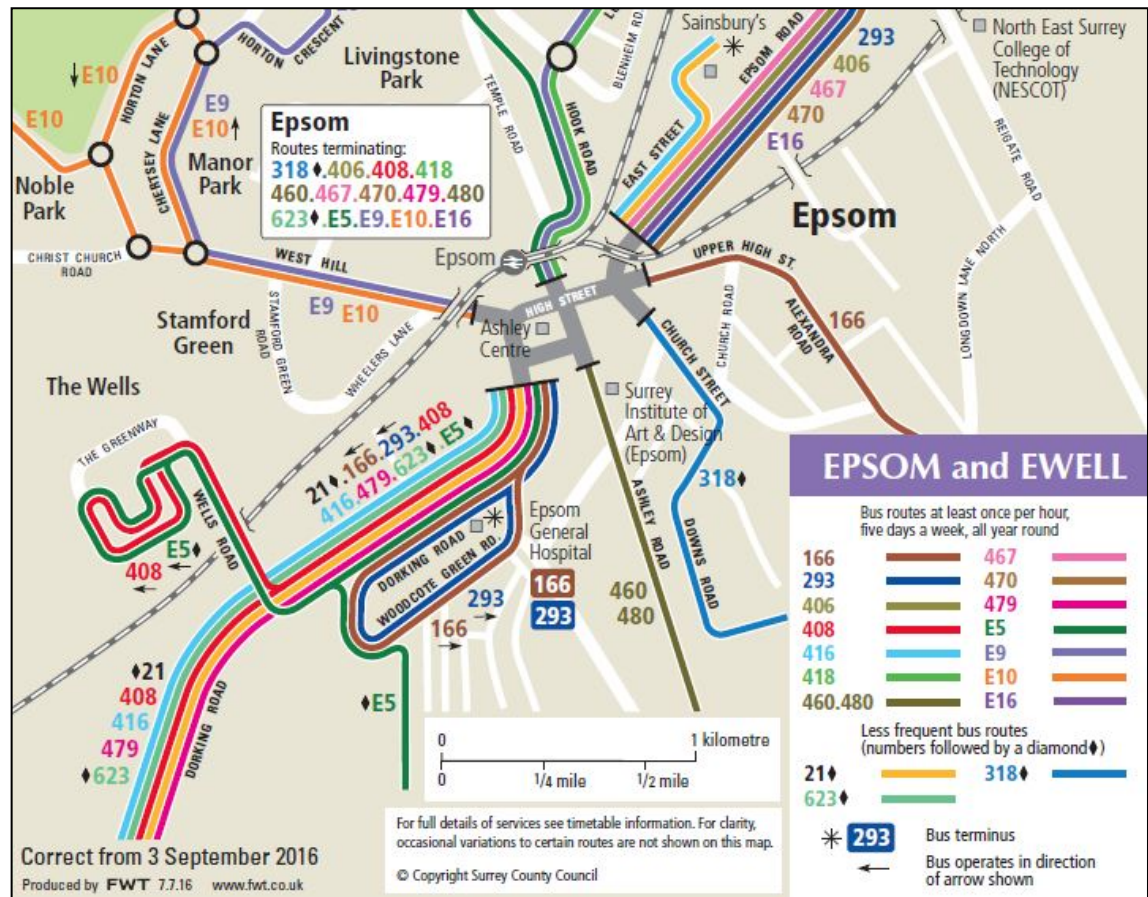 Sainsbury's
North East Surrey
College of
Technology
(NESCOT)
HORTON LANE
HORTON CRESCENT
Livingstone
Park
BLENHEIM RD
TEMPLE ROAD
HOOK ROAD
EPSOM ROAD
293
406
467
470
E16
REIGATE ROAD
↓E10
E10
E9
E10↑
CHERTSEY LANE
Manor
Park
Noble
Park
Epsom
Routes terminating:
318♦.406.408.418
460.467.470.479.480
623♦.E5.E9.E10.E16
EAST STREET
Epsom
Epsom
CHRIST CHURCH
ROAD
WEST HILL
E9 E10
HIGH STREET
UPPER HIGH ST.
LONGDOWN LANE NORTH
Stamford
Green
STAMFORD GREEN
ROAD
WHEELERS LANE
Ashley
Centre
CHURCH STREET
CHURCH ROAD
ALEXANDRA
ROAD
166
The Wells
THE GREENWAY
21♦.166.293.408
416.479.623♦.E5♦
Surrey
Institute of
Art & Design
(Epsom)
318♦
WELLS ROAD
E5♦
408
DORKING ROAD
WOODCOTE GREEN RD.
Epsom
General
Hospital
166
293
293
166
ASHLEY ROAD
460
480
DOWNS ROAD
♦21
408
416
479
♦623
DORKING ROAD
♦E5
0 1 kilometre
0 1/4 mile 1/2 mile
For full details of services see timetable information. For clarity,
occasional variations to certain routes are not shown on this map.
© Copyright Surrey County Council
Correct from 3 September 2016
Produced by FWT 7.7.16 www.fwt.co.uk
EPSOM and EWELL
Bus routes at least once per hour,
five days a week, all year round
166 467
293 470
406 479
408 E5
416 E9
418 E10
460.480 E16
Less frequent bus routes
(numbers followed by a diamond♦)
21♦ 318♦
623♦
293 Bus terminus
← Bus operates in direction
of arrow shown